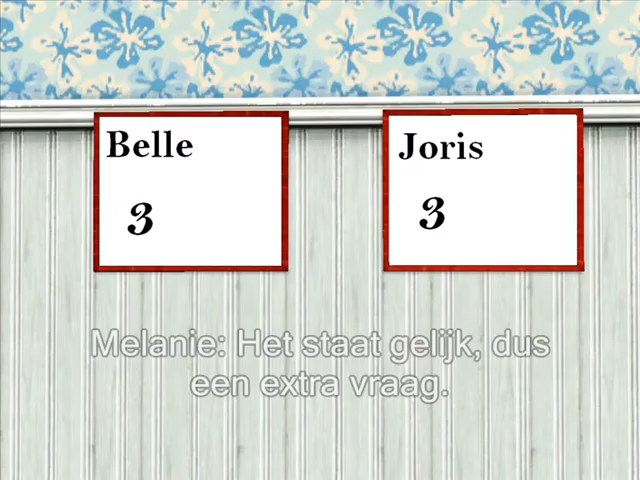 Belle
3
Joris
3
Melanie: Het staat gelijk, dus
een extra vraag.